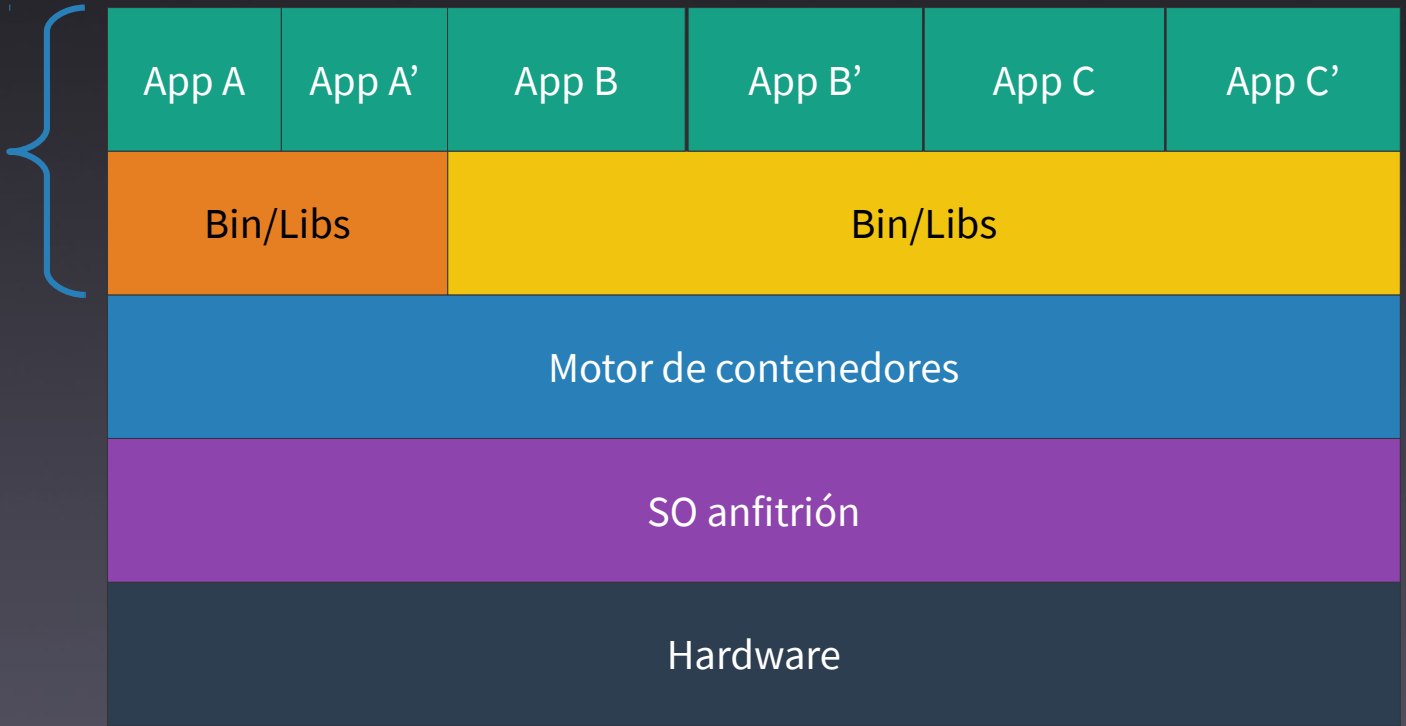 App A
App A’
App B
App B’
App C
App C’
Bin/Libs
Bin/Libs
Motor de contenedores
SO anfitrión
Hardware